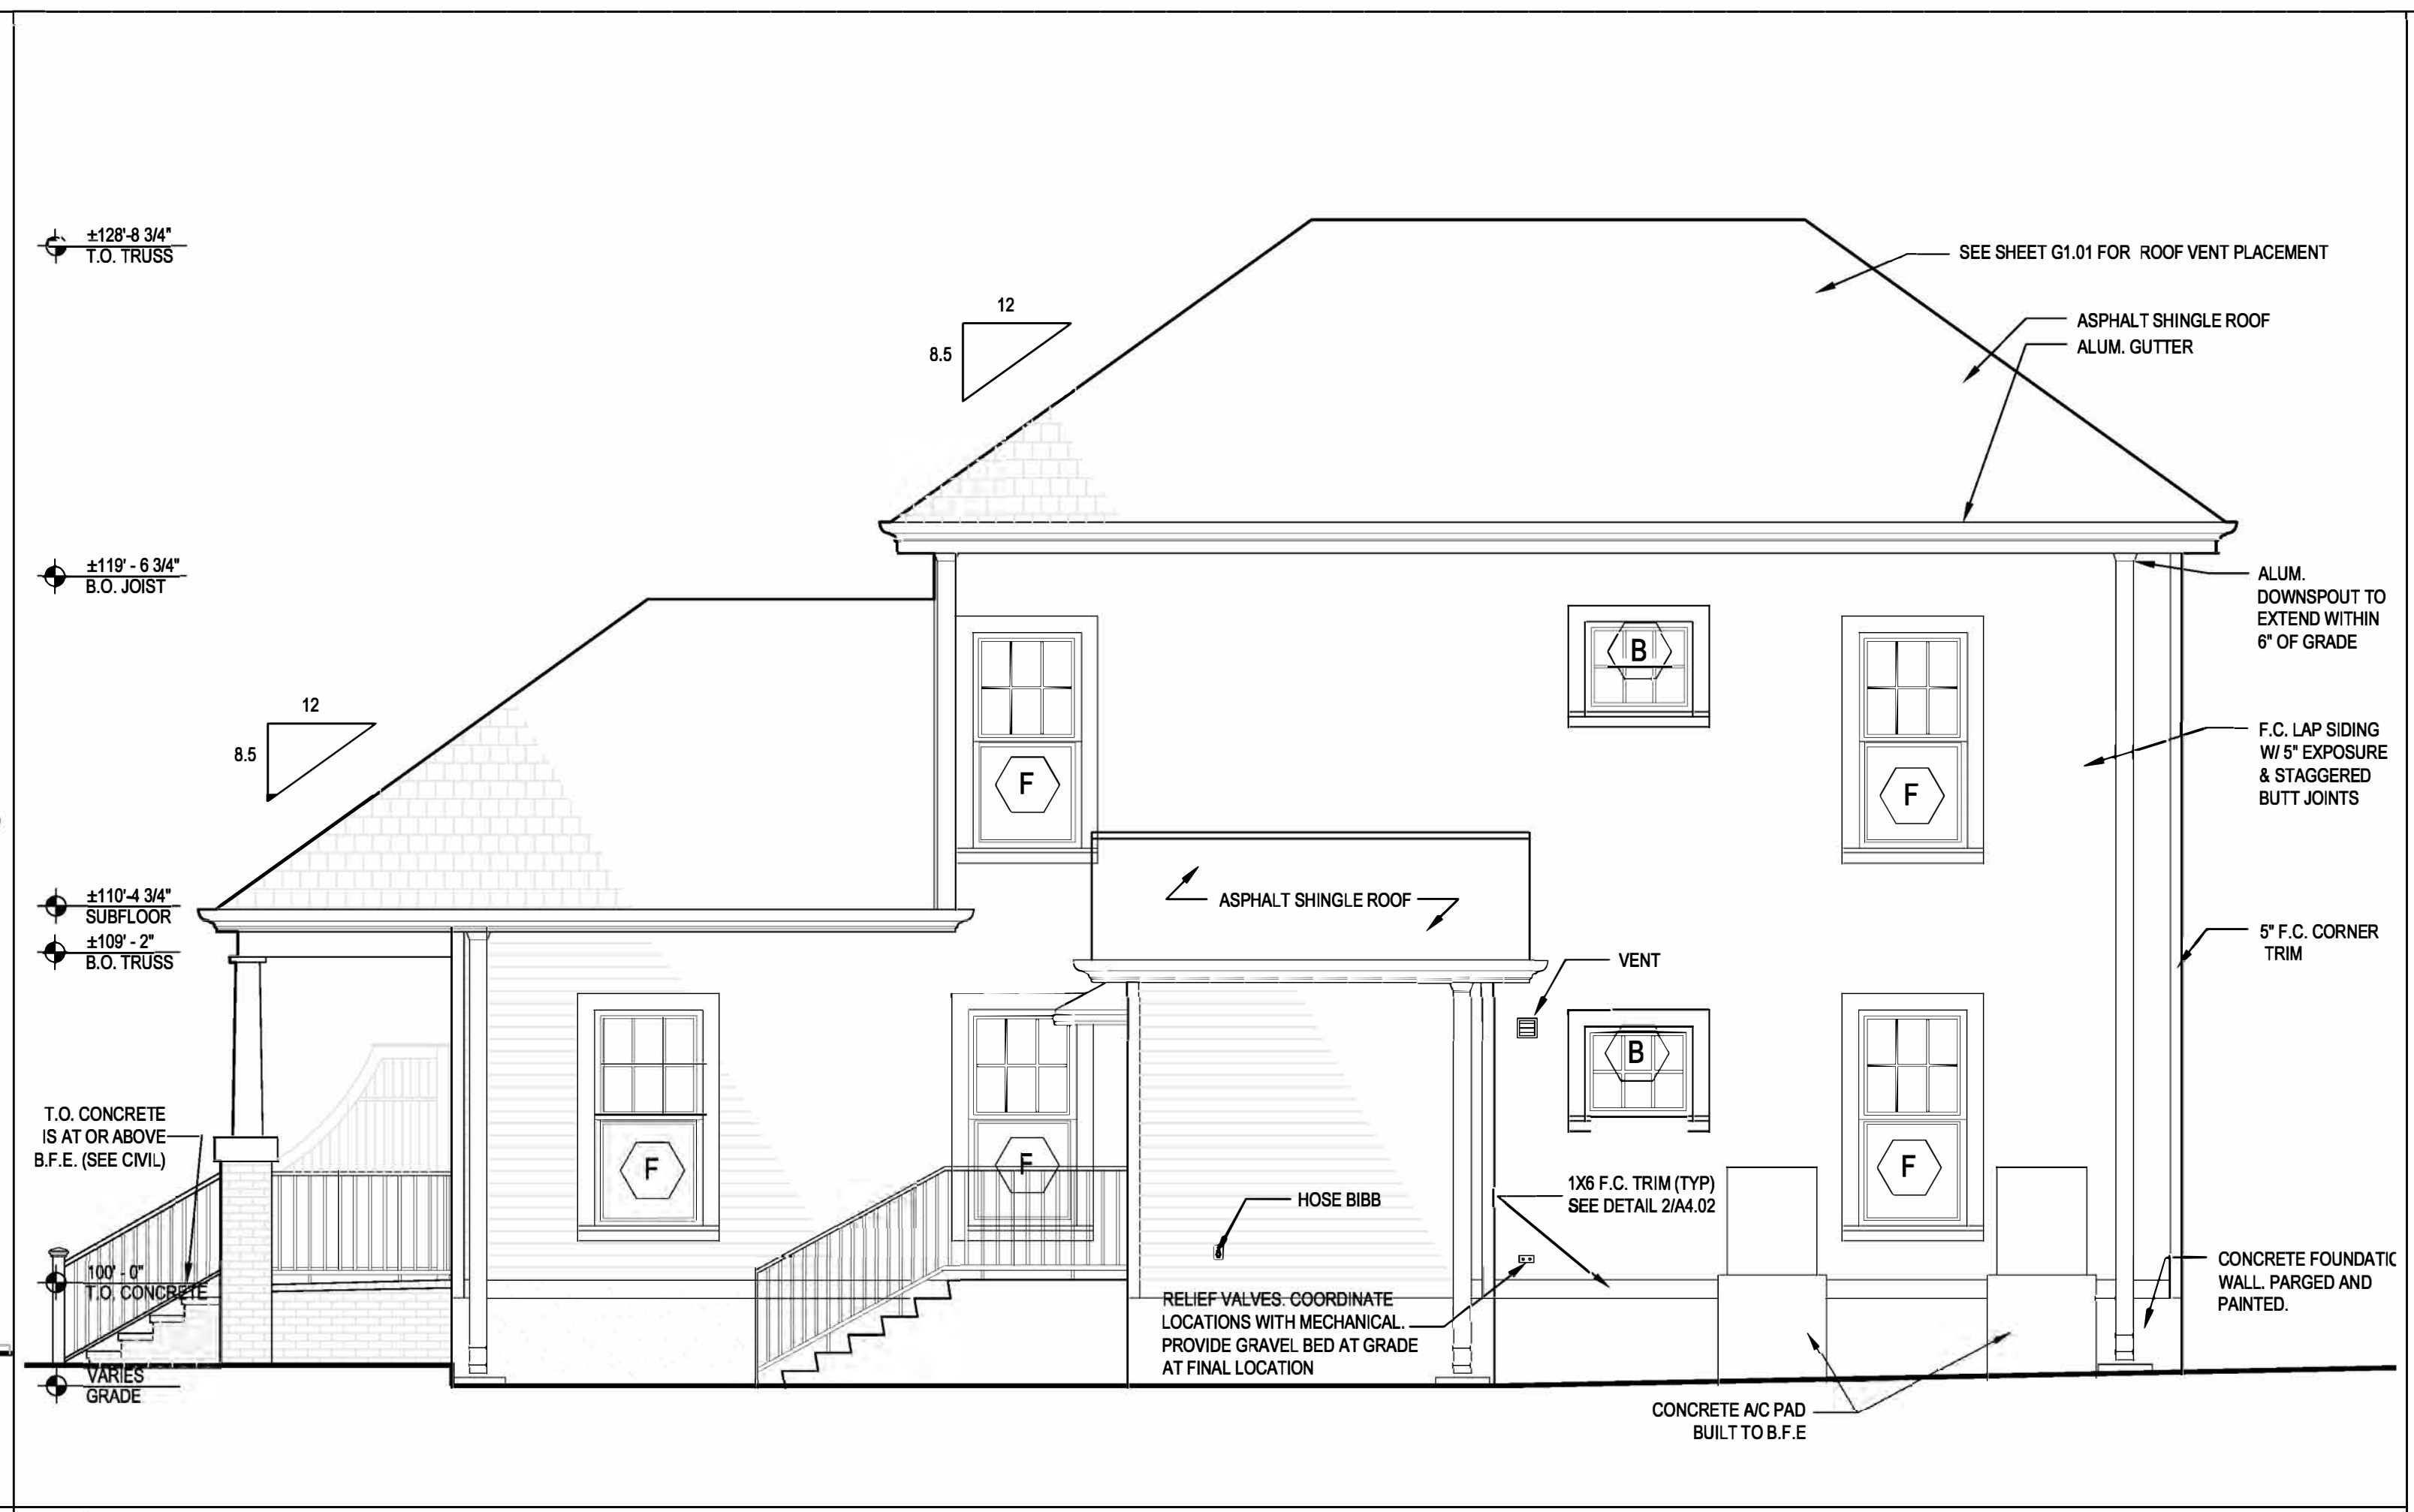 ±128'-8 3/4"
T.O. TRUSS
12
8.5
SEE SHEET G1.01 FOR ROOF VENT PLACEMENT
ASPHALT SHINGLE ROOF
ALUM. GUTTER
±119' - 6 3/4"
B.O. JOIST
ALUM.
DOWNSPOUT TO
EXTEND WITHIN
6" OF GRADE
B
F
F
12
8.5
F.C. LAP SIDING
W/ 5" EXPOSURE
& STAGGERED
BUTT JOINTS
±110'-4 3/4"
SUBFLOOR
±109' - 2"
B.O. TRUSS
ASPHALT SHINGLE ROOF
VENT
5" F.C. CORNER
TRIM
B
T.O. CONCRETE
IS AT OR ABOVE
B.F.E. (SEE CIVIL)
F
F
F
HOSE BIBB
1X6 F.C. TRIM (TYP)
SEE DETAIL 2/A4.02
100' - 0"
T.O. CONCRETE
RELIEF VALVES. COORDINATE
LOCATIONS WITH MECHANICAL.
PROVIDE GRAVEL BED AT GRADE
AT FINAL LOCATION
CONCRETE FOUNDATIC
WALL. PARGED AND
PAINTED.
VARIES
GRADE
CONCRETE A/C PAD
BUILT TO B.F.E